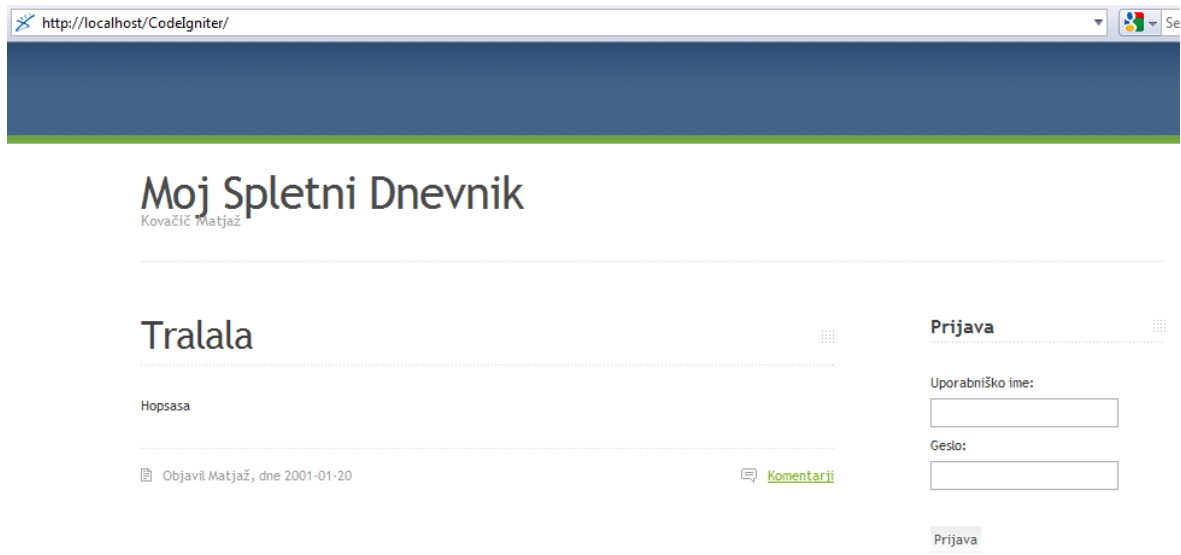 http://localhost/CodeIgniter/
Se
Moj Spletni Dnevnik
Kovačič Matjaž
Tralala
Hopsasa
Objavil Matjaž, dne 2001-01-20
Komentarji
Prijava
Uporabniško ime:
Geslo:
Prijava